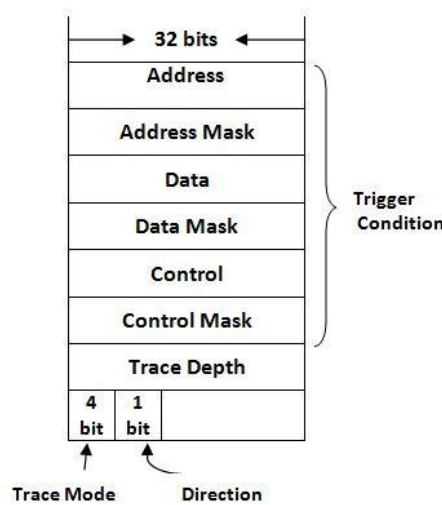 32 bits
Address
Address Mask
Data
Data Mask
Control
Control Mask
Trigger
Condition
Trace Depth
4
bit
1
bit
Trace Mode
Direction